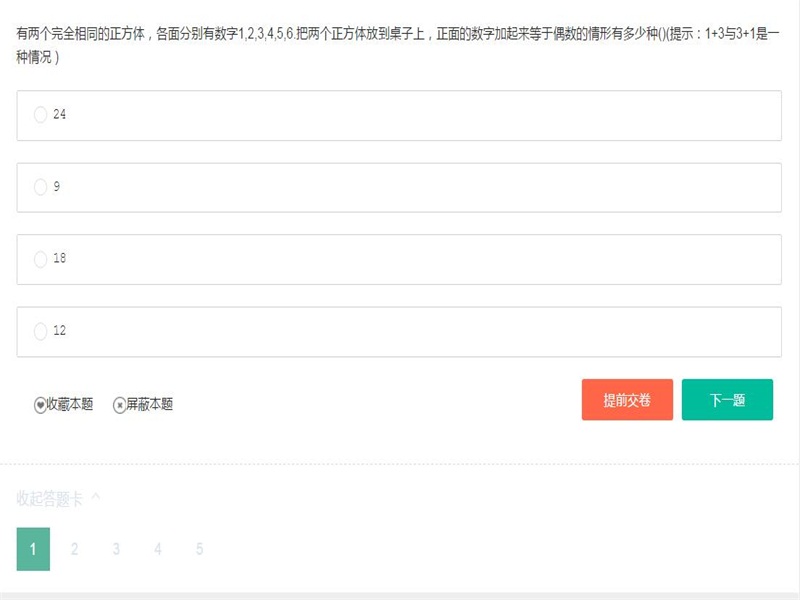 有两个完全相同的正方体，各面分别有数字1,2,3,4,5,6.把两个正方体放到桌子上，正面的数字加起来等于偶数的情形有多少种()(提示：1+3与3+1是一
种情况）
24
9
18
12
收藏本题 屏蔽本题 提前交卷 下一题
收起答题卡 ^
1 2 3 4 5